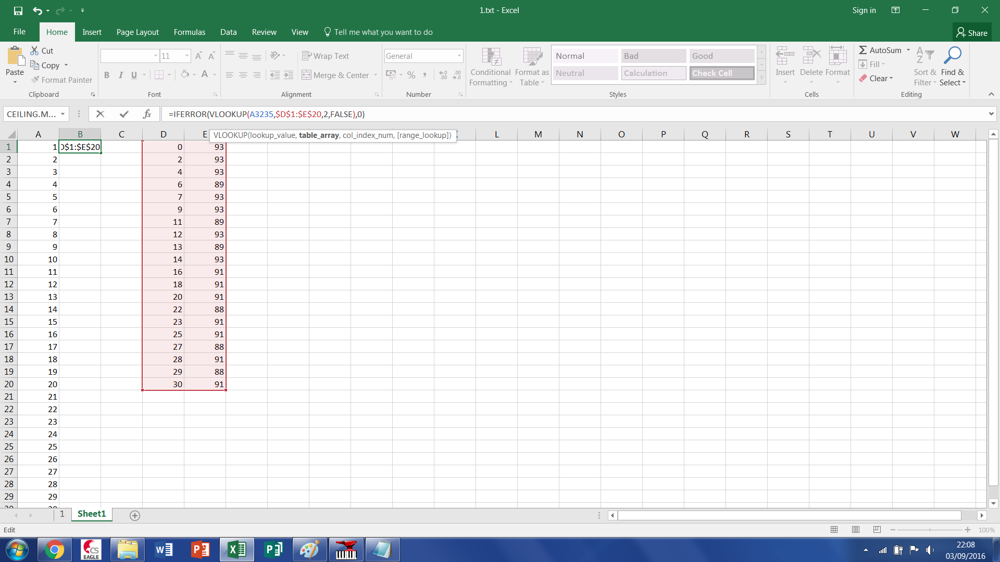 1.txt - Excel
Sign in
File
Home
Insert
Page Layout
Formulas
Data
Review
View
Tell me what you want to do
Share
Paste
Cut
Copy
Format Painter
Clipboard
11
B I U
Font
Wrap Text
Merge & Center
Alignment
General
%
Number
Conditional Formatting
Format as Table
Normal
Bad
Good
Neutral
Calculation
Check Cell
Styles
Insert
Delete
Format
Cells
AutoSum
Fill
Clear
Sort & Filter
Find & Select
Editing
CEILING.M...
fx
=IFERROR(VLOOKUP(A3235,$D$1:$E$20,2,FALSE),0)
VLOOKUP(lookup_value, table_array, col_index_num, [range_lookup])
A B C D E L M N O P Q R S T U V W
1 1 D$1:$E$20 0 93
2 2 2 93
3 3 4 93
4 4 6 89
5 5 7 93
6 6 9 93
7 7 11 89
8 8 12 93
9 9 13 89
10 10 14 93
11 11 16 91
12 12 18 91
13 13 20 91
14 14 22 88
15 15 23 91
16 16 25 91
17 17 27 88
18 18 28 91
19 19 29 88
20 20 30 91
21 21
22 22
23 23
24 24
25 25
26 26
27 27
28 28
29 29
1
Sheet1
Edit
100%
CS
EAGLE
22:08
03/09/2016